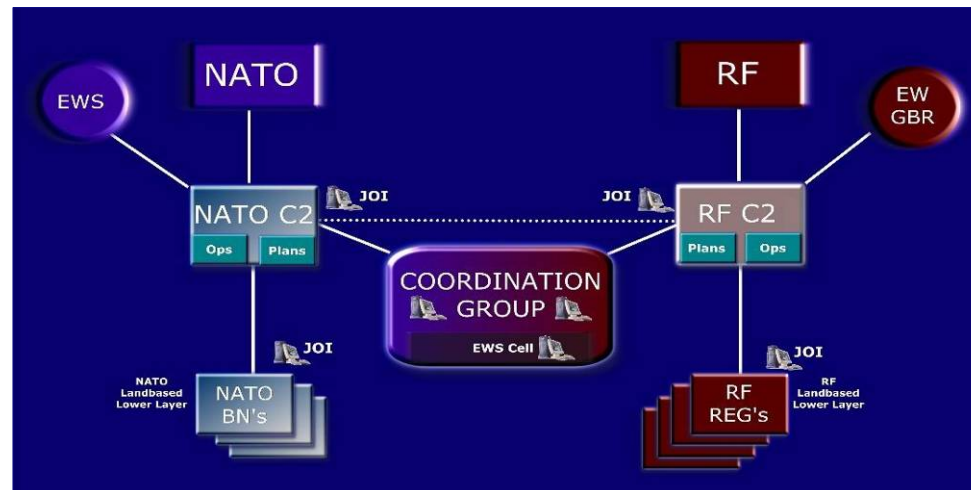 NATO
RF
EWS
EW
GBR
JOI
JOI
NATO C2
Ops
Plans
RF C2
Plans
Ops
COORDINATION
GROUP
EWS Cell
JOI
JOI
NATO
Landbased
Lower Layer
NATO
BN's
RF
REG's
RF
Landbased
Lower Layer